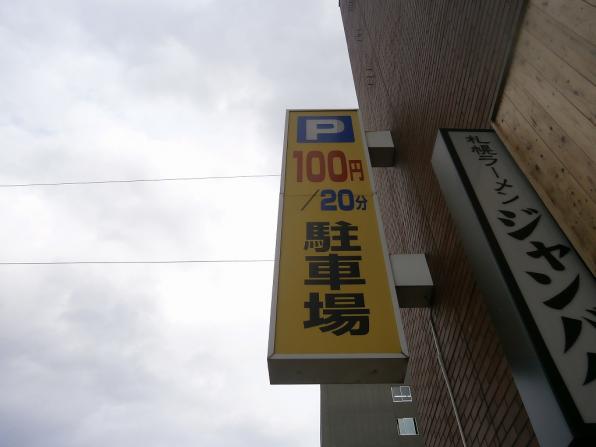 P
100円
/20分
駐車場
札幌ラーメン
ジャンバ